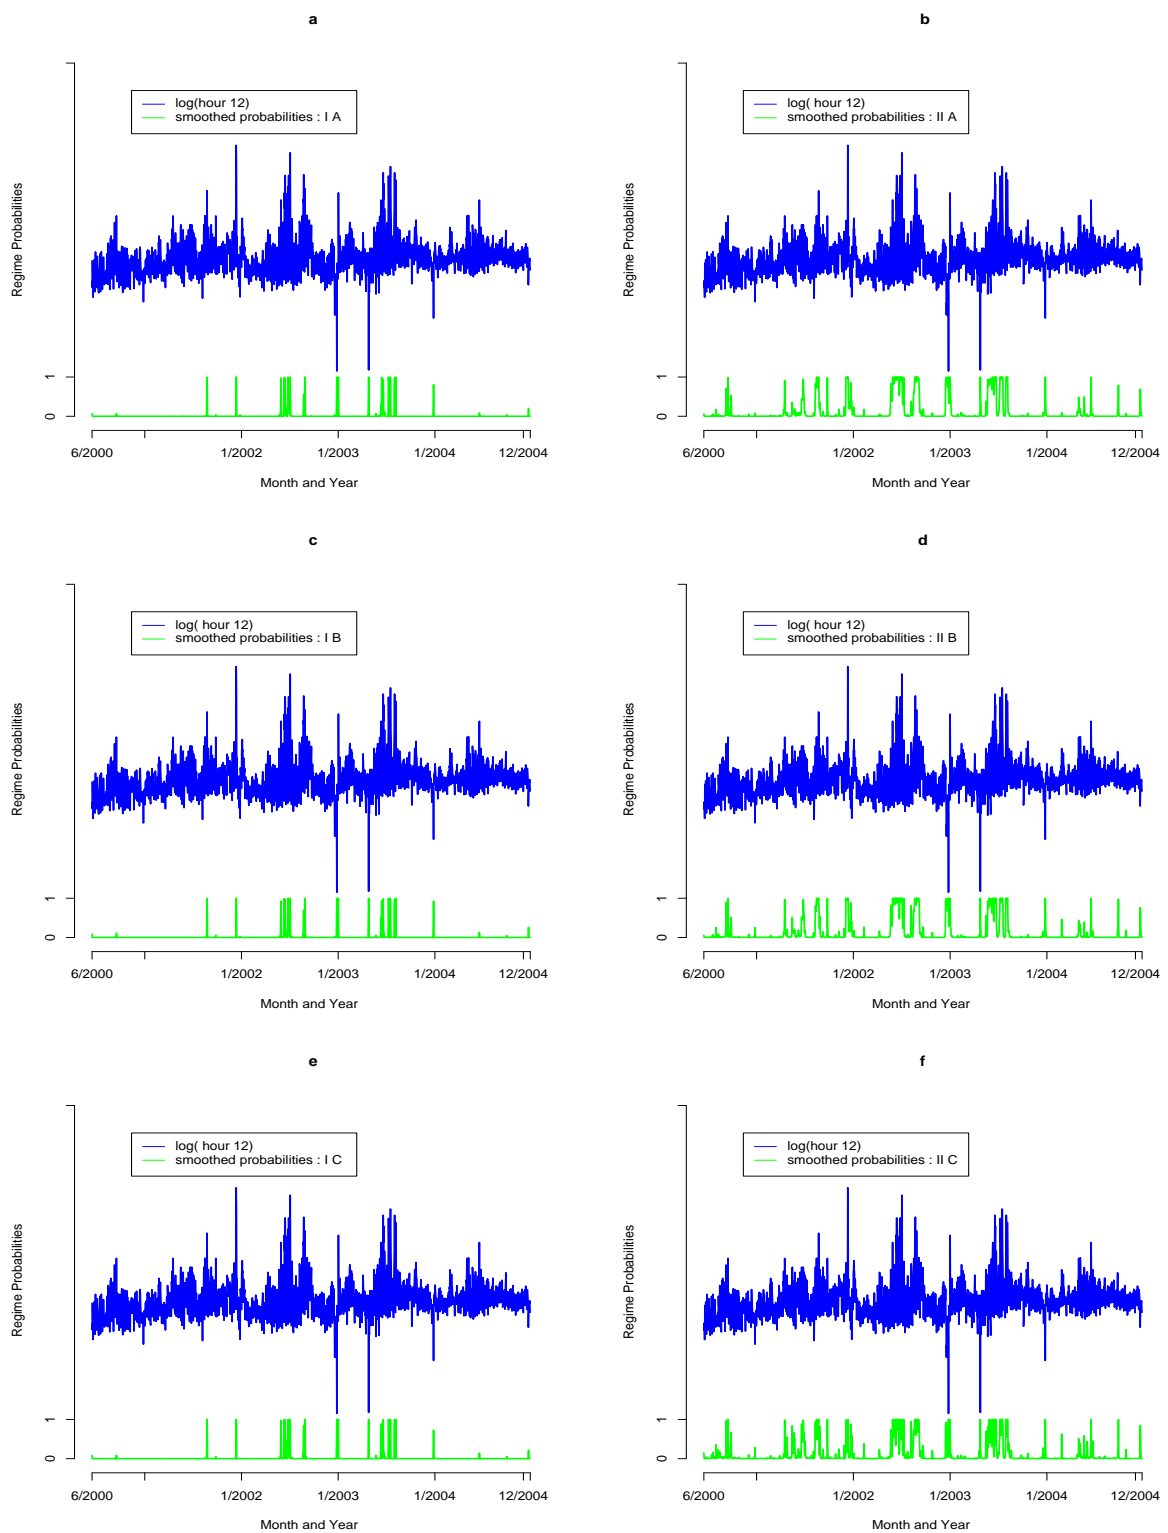 a
log(hour 12)
smoothed probabilities : I A
Regime Probabilities
1
0
6/2000 1/2002 1/2003 1/2004 12/2004
Month and Year
b
log( hour 12)
smoothed probabilities : II A
Regime Probabilities
1
0
6/2000 1/2002 1/2003 1/2004 12/2004
Month and Year
c
log( hour 12)
smoothed probabilities : I B
Regime Probabilities
1
0
6/2000 1/2002 1/2003 1/2004 12/2004
Month and Year
d
log( hour 12)
smoothed probabilities : II B
Regime Probabilities
1
0
6/2000 1/2002 1/2003 1/2004 12/2004
Month and Year
e
log( hour 12)
smoothed probabilities : I C
Regime Probabilities
1
0
6/2000 1/2002 1/2003 1/2004 12/2004
Month and Year
f
log(hour 12)
smoothed probabilities : II C
Regime Probabilities
1
0
6/2000 1/2002 1/2003 1/2004 12/2004
Month and Year